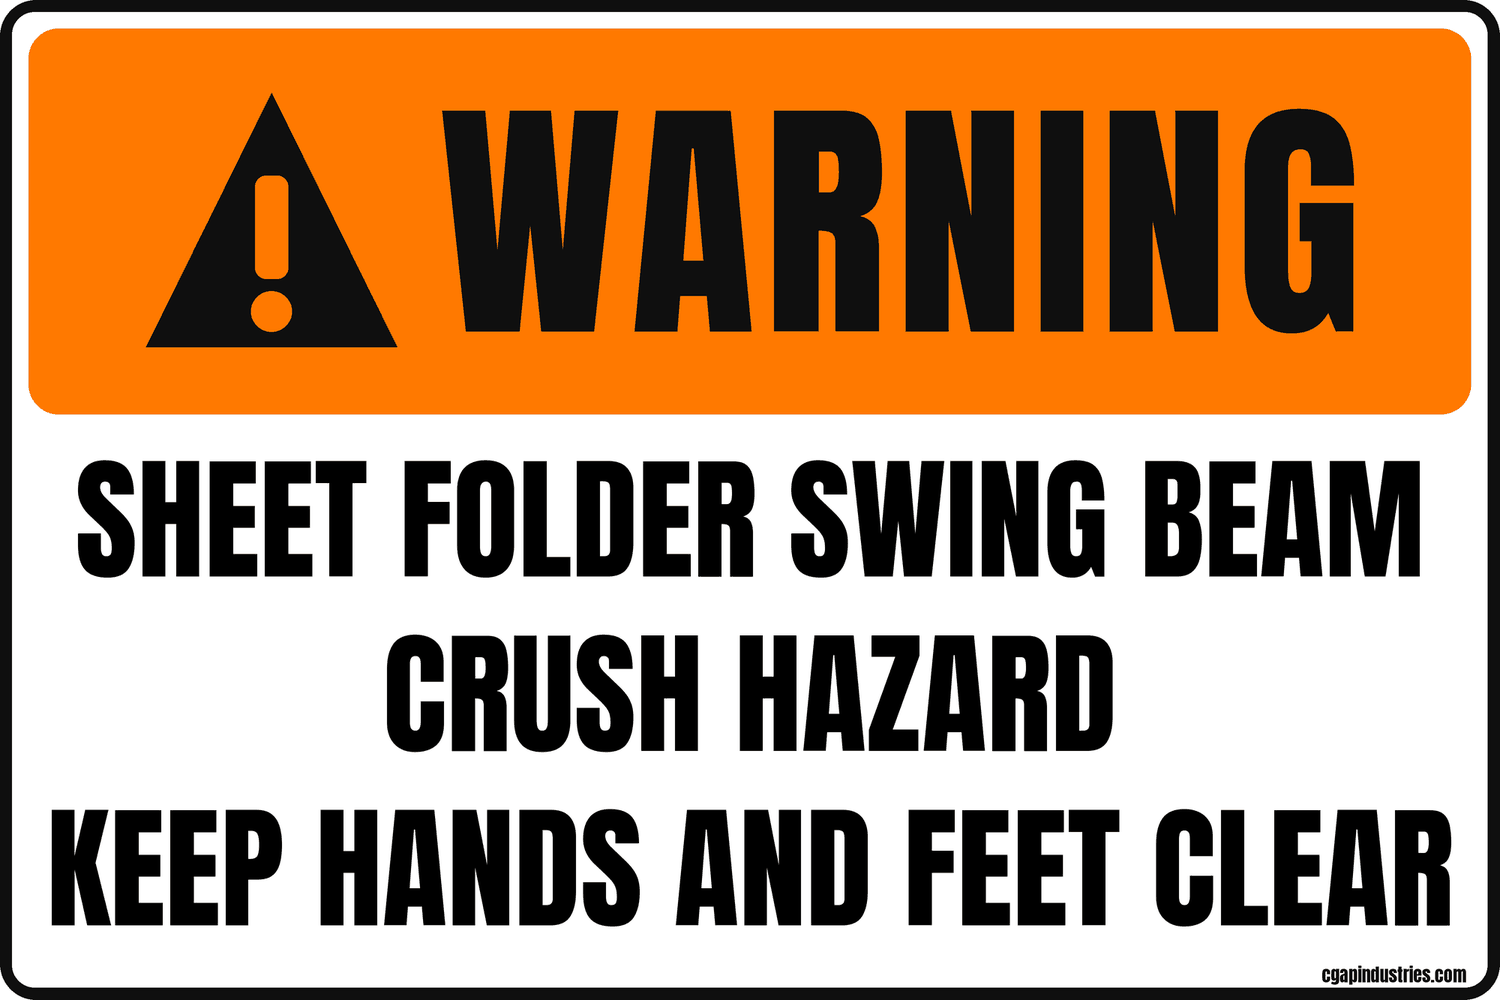 WARNING
SHEET FOLDER SWING BEAM
CRUSH HAZARD
KEEP HANDS AND FEET CLEAR
cgapindustries.com